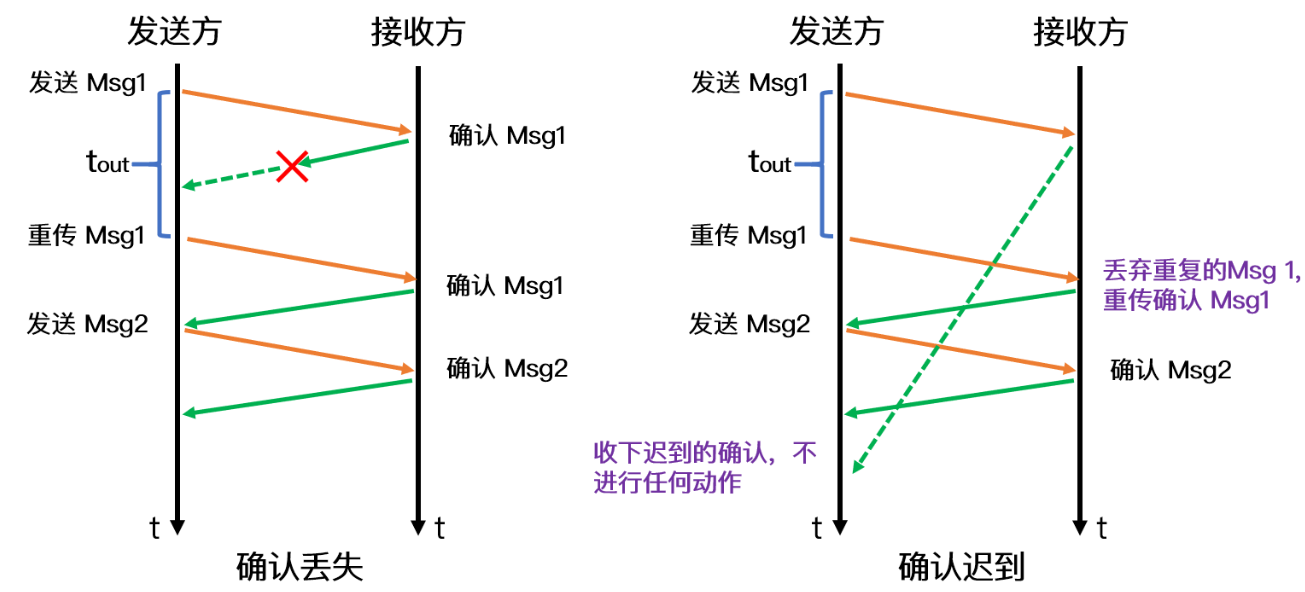 发送方
接收方
发送 Msg1
确认 Msg1
tout
重传 Msg1
确认 Msg1
发送 Msg2
确认 Msg2
t
t
确认丢失
发送方
接收方
发送 Msg1
tout
重传 Msg1
丢弃重复的Msg 1,
重传确认 Msg1
发送 Msg2
确认 Msg2
收下迟到的确认，不
进行任何动作
t
t
确认迟到